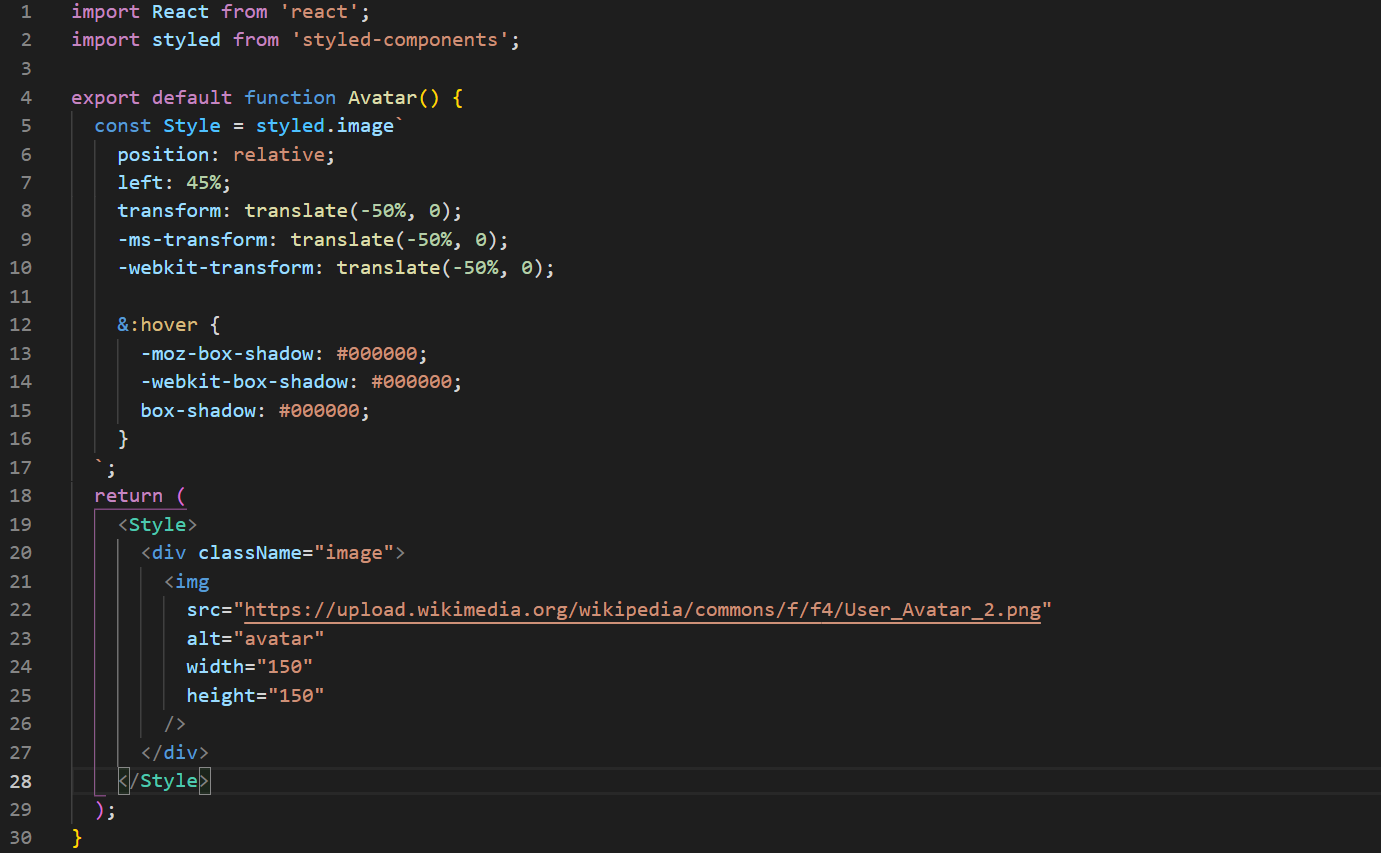 1 import React from 'react';
2 import styled from 'styled-components';
3
4 export default function Avatar() {
5 const Style = styled.image`
6 position: relative;
7 left: 45%;
8 transform: translate(-50%, 0);
9 -ms-transform: translate(-50%, 0);
10 -webkit-transform: translate(-50%, 0);
11
12 &:hover {
13 -moz-box-shadow: #000000;
14 -webkit-box-shadow: #000000;
15 box-shadow: #000000;
16 }
17 `;
18 return (
19 <Style>
20 <div className="image">
21 <img
22 src="https://upload.wikimedia.org/wikipedia/commons/f/f4/User_Avatar_2.png"
23 alt="avatar"
24 width="150"
25 height="150"
26 />
27 </div>
28 </Style>
29 );
30 }